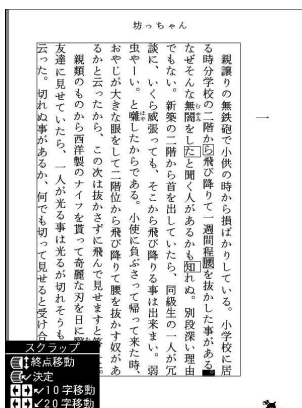 坊っちゃん
一
親譲りの無鉄砲で小供の時から損ばかりしている。小学校に居
る時分学校の二階から飛び降りて一週間程腰を抜かした事がある。
なぜそんな無闇をしたと聞く人があるかも知れぬ。別段深い理由
でもない。新築の二階から首を出していたら、同級生の一人が冗
談に、いくら威張っても、そこから飛び降りる事は出来まい。弱
虫やーい。と囃したからである。小使に負ぶさって帰って来た時、
おやじが大きな眼をして二階位から飛び降りて腰を抜かす奴があ
るかと云ったから、この次は抜かさずに飛んで見せますと
親類のものから西洋製のナイフを貰って奇麗な刃を日に
友達に見せていたら、一人が光る事は光るが切れそうも
云った。切れぬ事があるか、何でも切って見せると受け
スクラップ
終点移動
決定
10字移動
20字移動